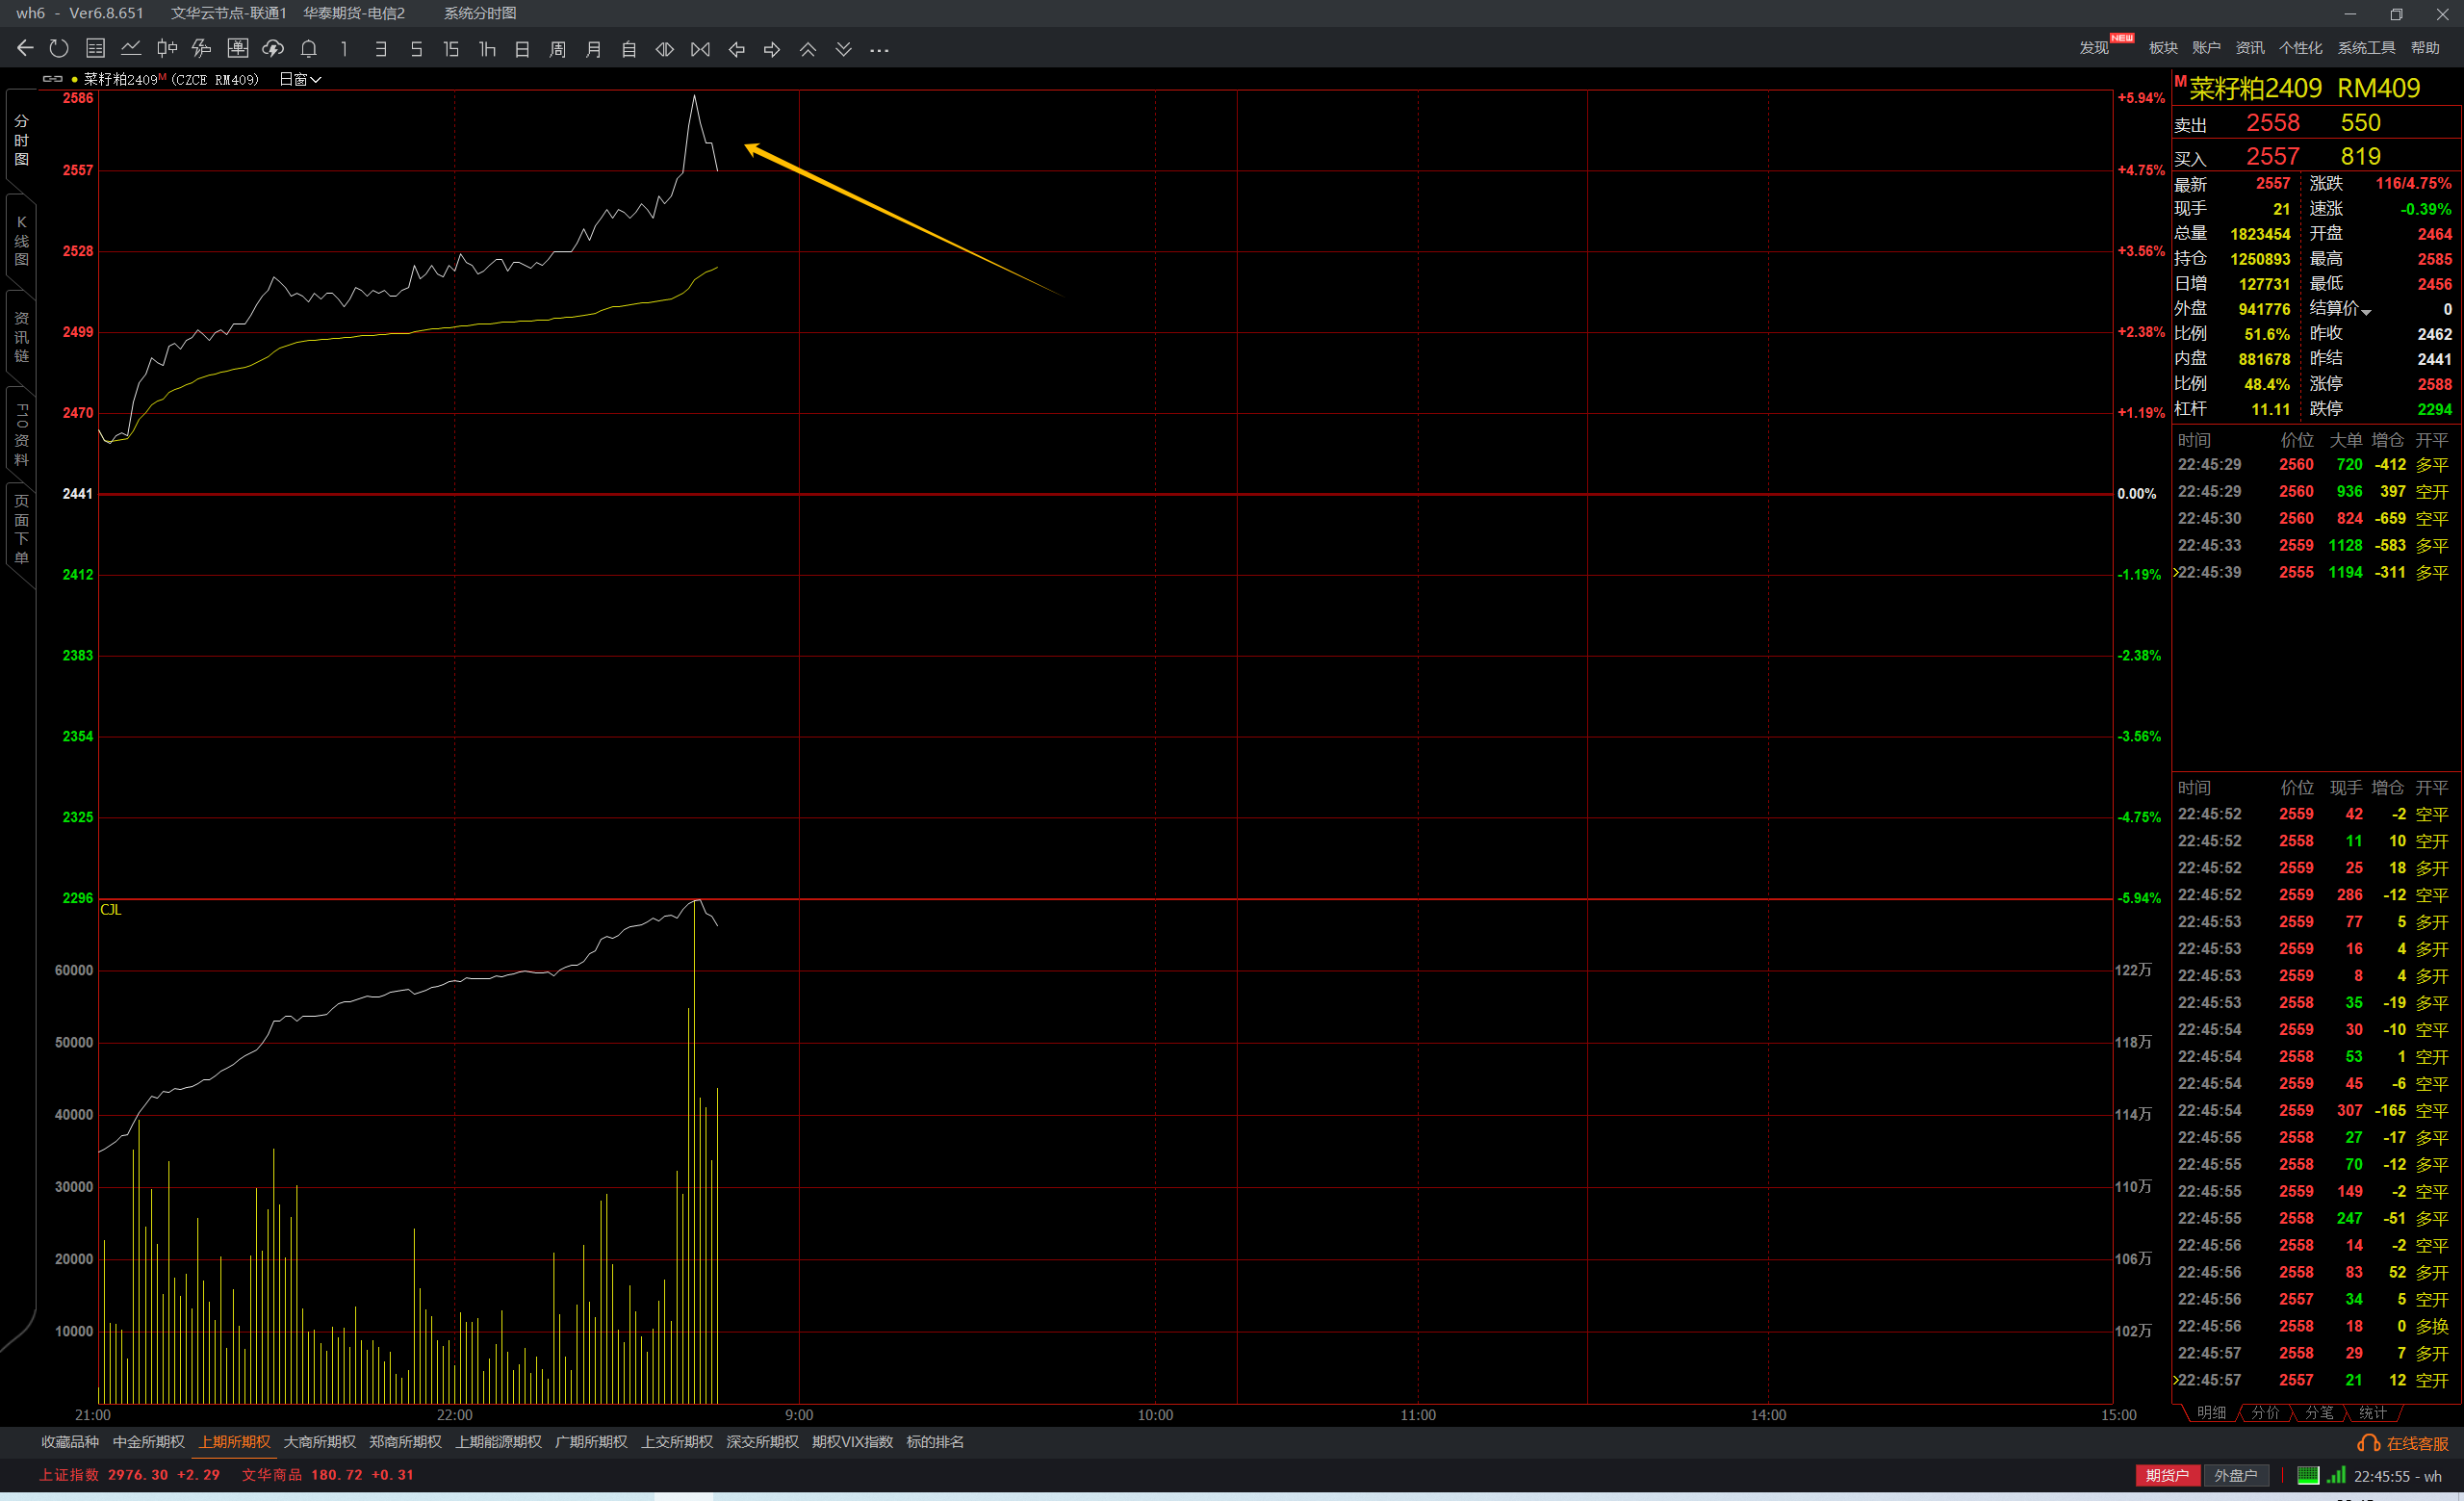 wh6 - Ver6.8.651 文华云节点-联通1 华泰期货-电信2 系统分时图
1 3 5 15 1h 日 周 月 自 ... 发现 NEW 板块 账户 资讯 个性化 系统工具 帮助
菜籽粕2409M(CZCE RM409) 日窗
分时图
K线图
资讯链
F10资料
页面下单
2586 +5.94%
2557 +4.75%
2528 +3.56%
2499 +2.38%
2470 +1.19%
2441 0.00%
2412 -1.19%
2383 -2.38%
2354 -3.56%
2325 -4.75%
2296 -5.94%
CJL
60000 122万
50000 118万
40000 114万
30000 110万
20000 106万
10000 102万
21:00 22:00 9:00 10:00 11:00 14:00 15:00
M菜籽粕2409 RM409
卖出 2558 550
买入 2557 819
最新 2557 涨跌 116/4.75%
现手 21 速涨 -0.39%
总量 1823454 开盘 2464
持仓 1250893 最高 2585
日增 127731 最低 2456
外盘 941776 结算价 0
比例 51.6% 昨收 2462
内盘 881678 昨结 2441
比例 48.4% 涨停 2588
杠杆 11.11 跌停 2294
时间 价位 大单 增仓 开平
22:45:29 2560 720 -412 多平
22:45:29 2560 936 397 空开
22:45:30 2560 824 -659 空平
22:45:33 2559 1128 -583 多平
22:45:39 2555 1194 -311 多平
时间 价位 现手 增仓 开平
22:45:52 2559 42 -2 空平
22:45:52 2558 11 10 空开
22:45:52 2559 25 18 多开
22:45:52 2559 286 -12 空平
22:45:53 2559 77 5 多开
22:45:53 2559 16 4 多开
22:45:53 2559 8 4 多开
22:45:53 2558 35 -19 多平
22:45:54 2559 30 -10 空平
22:45:54 2558 53 1 空开
22:45:54 2559 45 -6 空平
22:45:54 2559 307 -165 空平
22:45:55 2558 27 -17 多平
22:45:55 2558 70 -12 多平
22:45:55 2559 149 -2 空平
22:45:55 2558 247 -51 多平
22:45:56 2558 14 -2 空平
22:45:56 2558 83 52 多开
22:45:56 2557 34 5 空开
22:45:56 2558 18 0 多换
22:45:57 2558 29 7 多开
22:45:57 2557 21 12 空开
明细 分价 分笔 统计
收藏品种 中金所期权 上期所期权 大商所期权 郑商所期权 上期能源期权 广期所期权 上交所期权 深交所期权 期权VIX指数 标的排名 在线客服
上证指数 2976.30 +2.29 文华商品 180.72 +0.31 期货户 外盘户 22:45:55 - wh